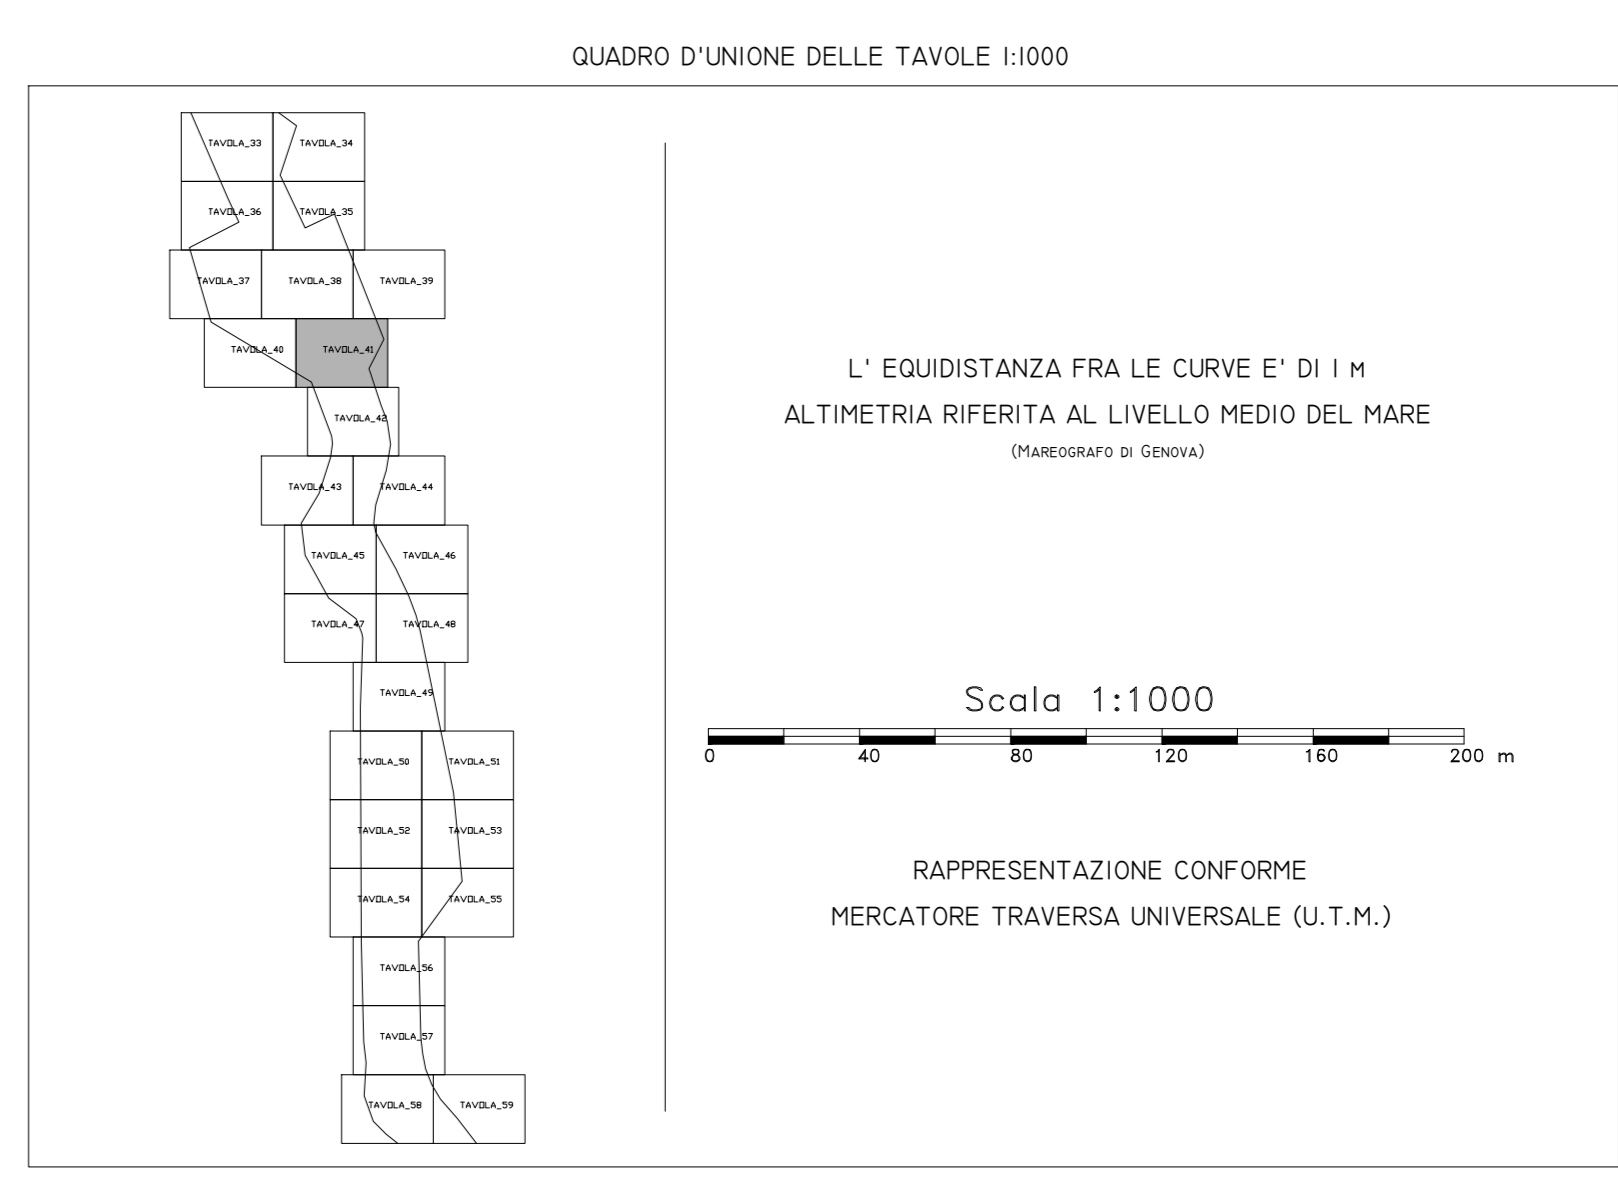 QUADRO D'UNIONE DELLE TAVOLE 1:1000
TAVOLA_33
TAVOLA_34
TAVOLA_36
TAVOLA_35
TAVOLA_37
TAVOLA_38
TAVOLA_39
TAVOLA_40
TAVOLA_41
TAVOLA_42
TAVOLA_43
TAVOLA_44
TAVOLA_45
TAVOLA_46
TAVOLA_47
TAVOLA_48
TAVOLA_49
TAVOLA_50
TAVOLA_51
TAVOLA_52
TAVOLA_53
TAVOLA_54
TAVOLA_55
TAVOLA_56
TAVOLA_57
TAVOLA_58
TAVOLA_59
L' EQUIDISTANZA FRA LE CURVE E' DI 1 M
ALTIMETRIA RIFERITA AL LIVELLO MEDIO DEL MARE
(MAREOGRAFO DI GENOVA)
Scala 1:1000
0 40 80 120 160 200 m
RAPPRESENTAZIONE CONFORME
MERCATORE TRAVERSA UNIVERSALE (U.T.M.)